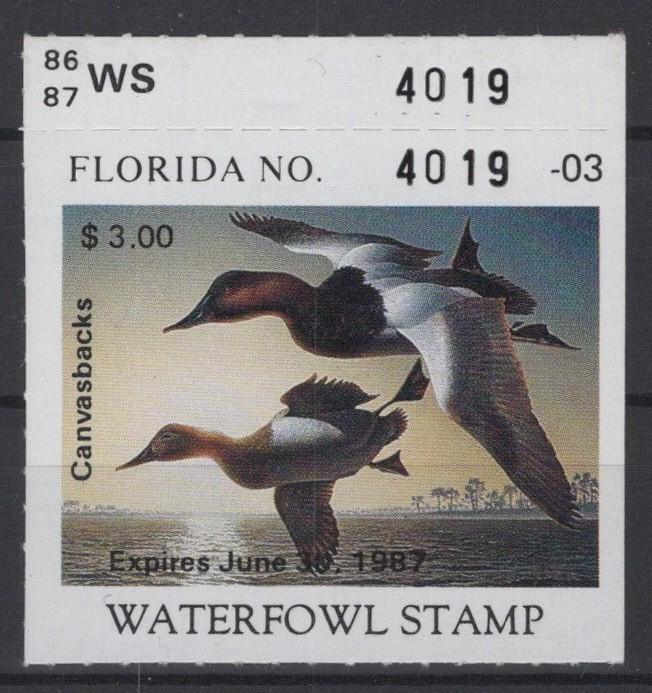 86
87 WS 4019
FLORIDA NO. 4019 -03
$ 3.00
Canvasbacks
Expires June 30, 1987
WATERFOWL STAMP